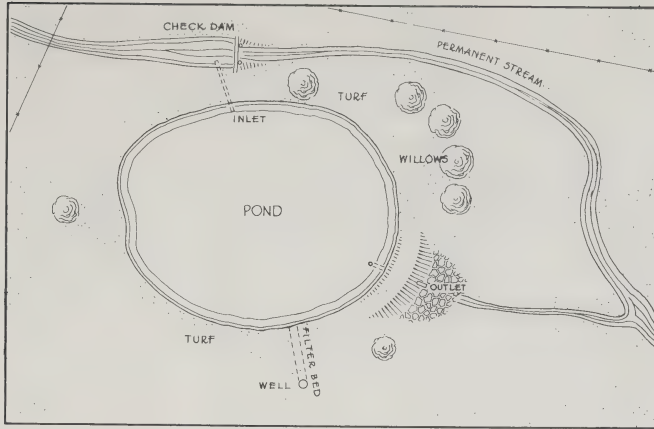 CHECK DAM
PERMANENT STREAM
TURF
INLET
WILLOWS
POND
OUTLET
TURF
FILTER BED
WELL